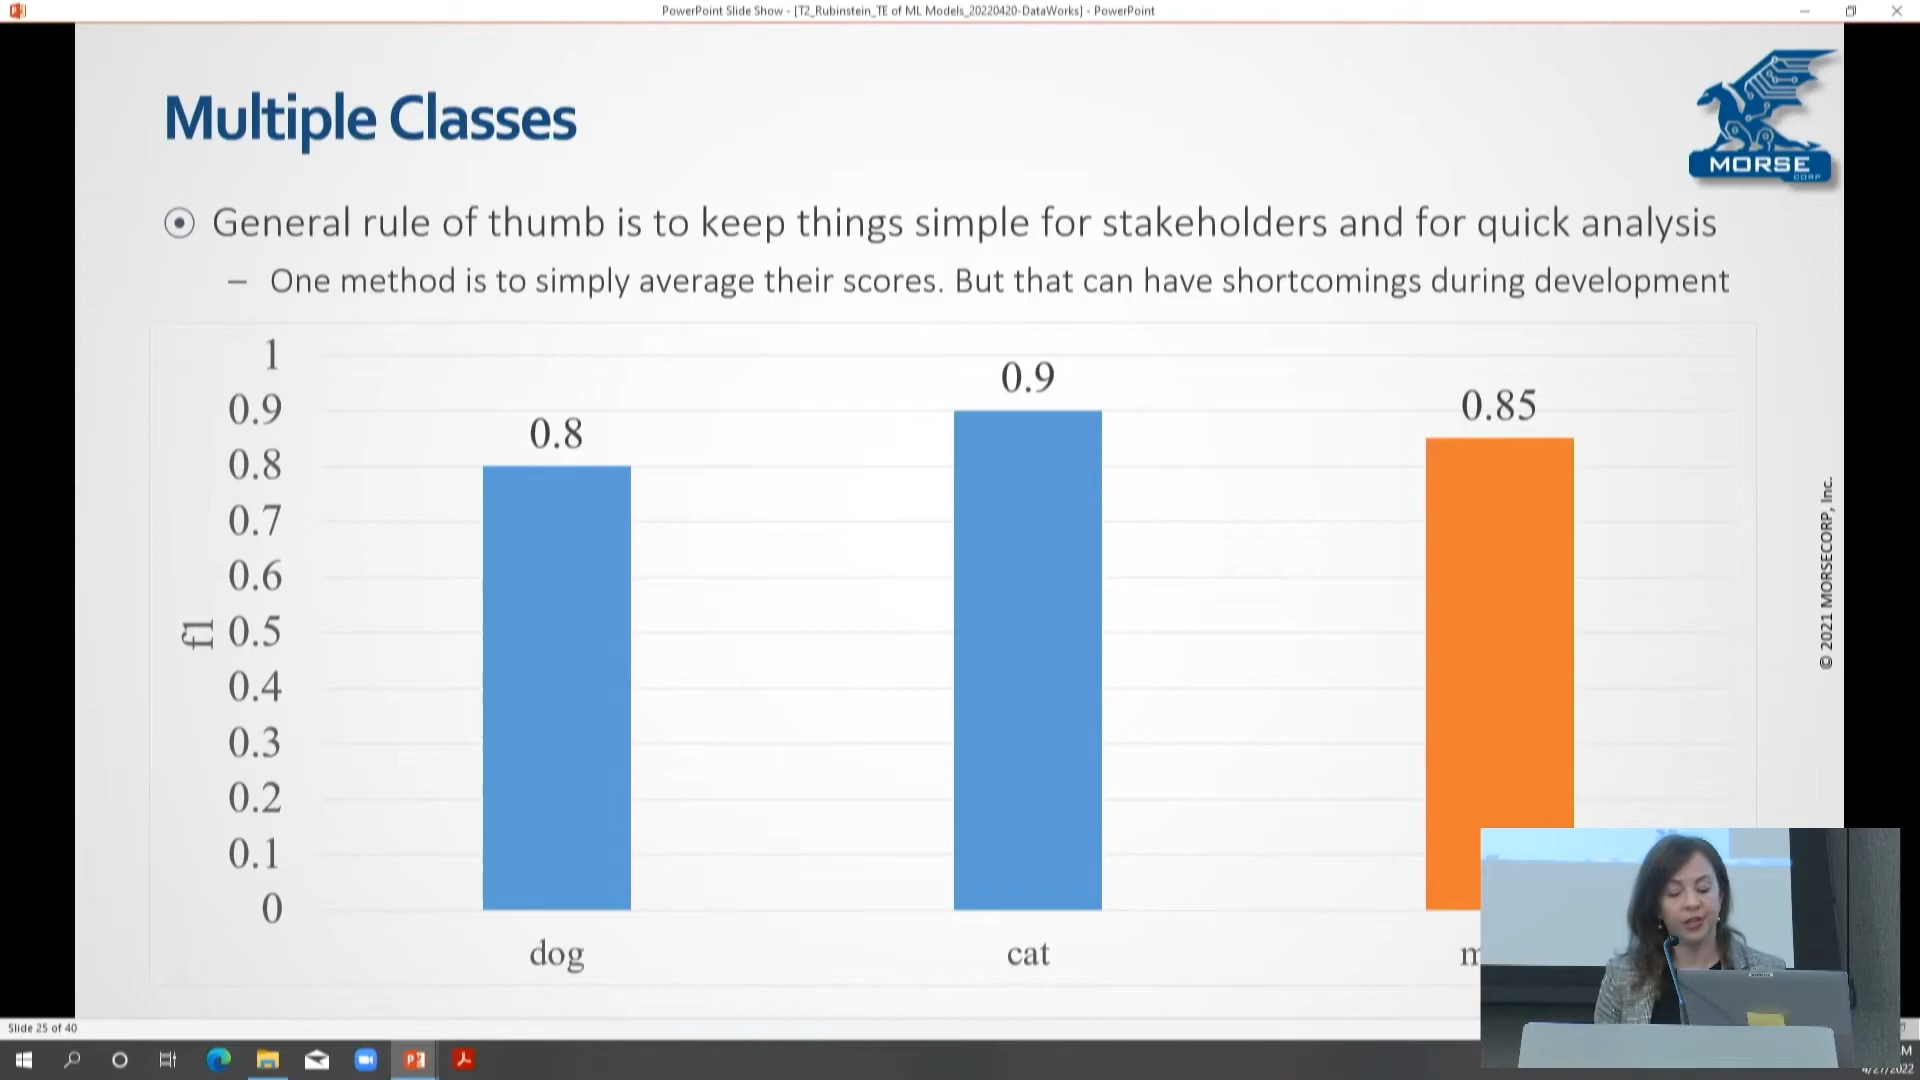 PowerPoint Slide Show - [T2_Rubinstein_TE of ML Models_20220420-DataWorks] - PowerPoint
Multiple Classes
MORSE
CORP
General rule of thumb is to keep things simple for stakeholders and for quick analysis
– One method is to simply average their scores. But that can have shortcomings during development
1
0.9
0.8
0.7
0.6
0.5
0.4
0.3
0.2
0.1
0
f1
0.8
0.9
0.85
dog
cat
© 2021 MORSECORP, Inc.
Slide 25 of 40